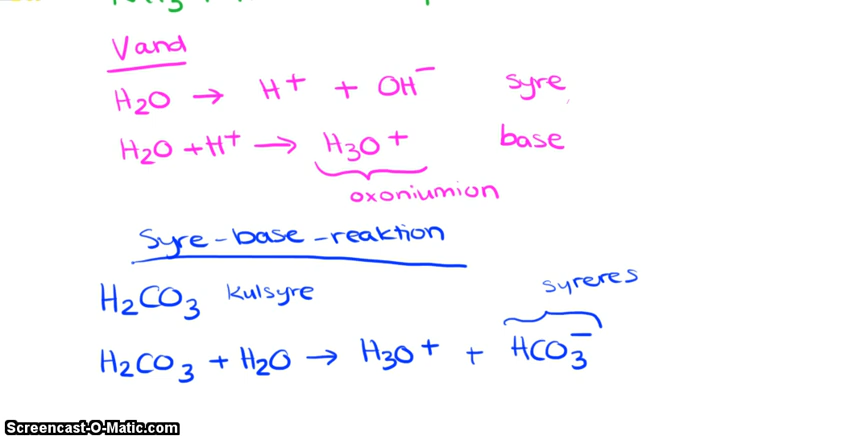 Vand
H2O → H+ + OH⁻ syre
H2O + H+ → H3O+ base
oxoniumion
Syre-base-reaktion
H2CO3 Kulsyre
syreres
H2CO3 + H2O → H3O+ + HCO3⁻
Screencast-O-Matic.com